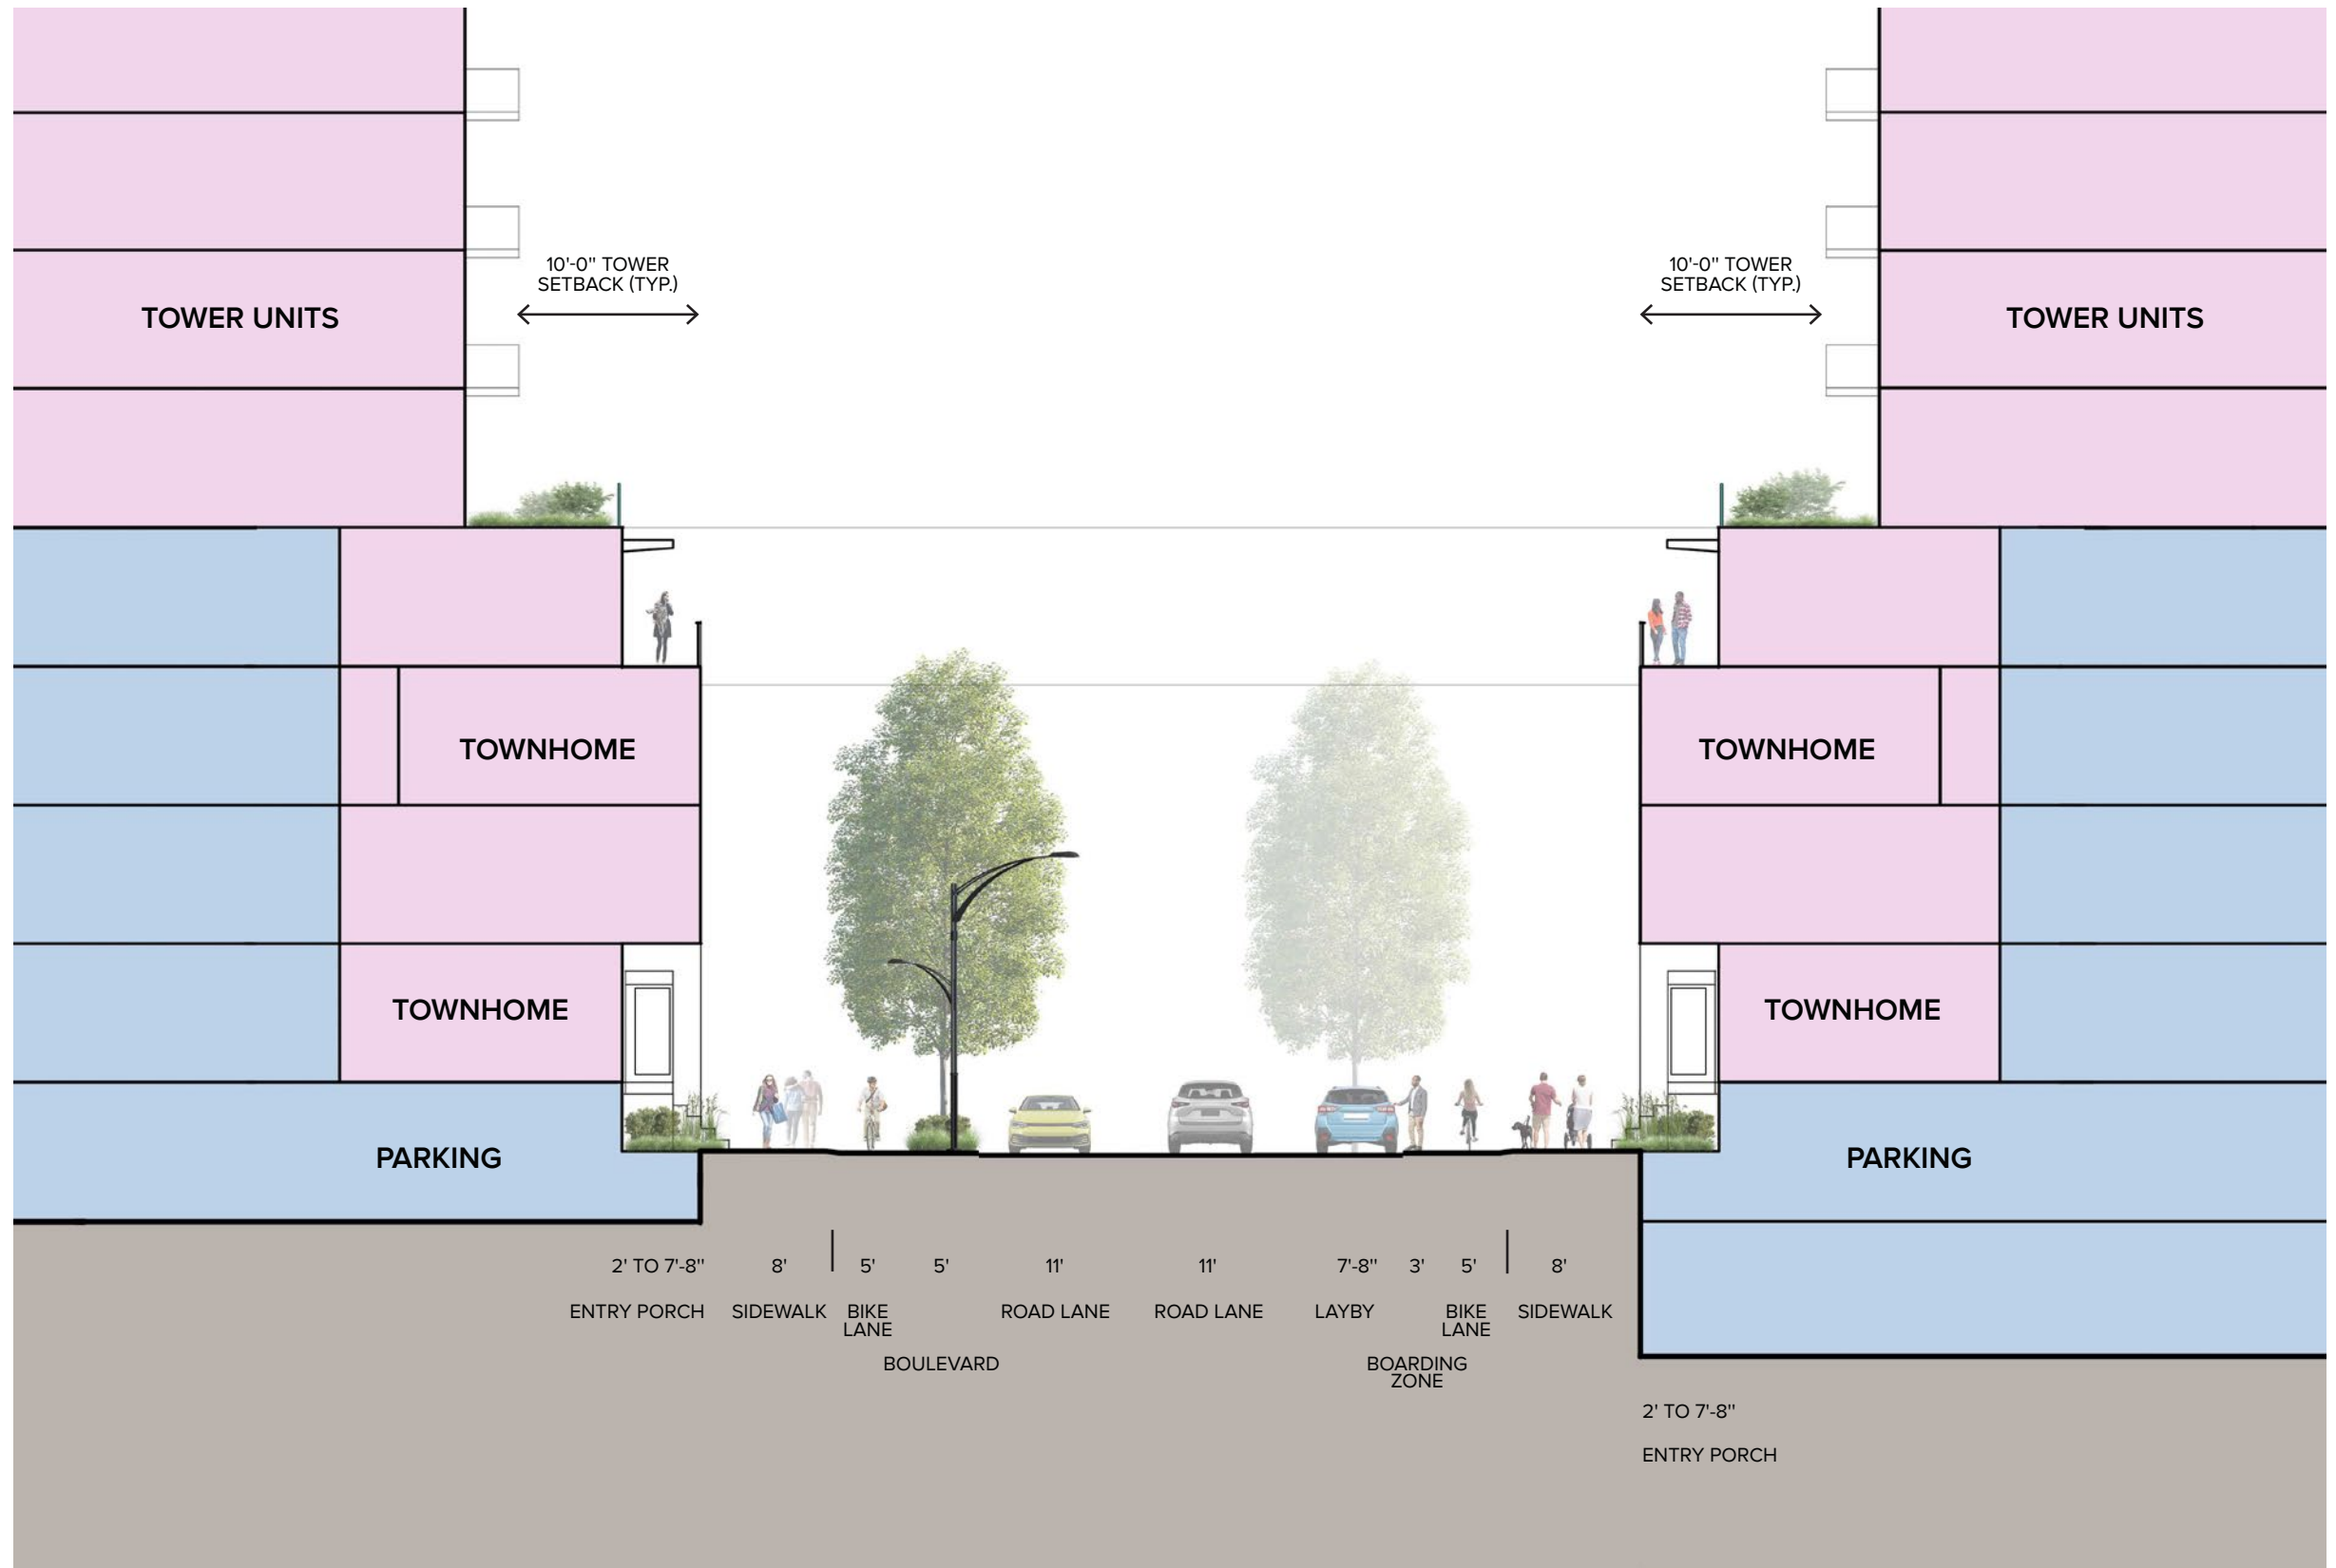 10'-0" TOWER
SETBACK (TYP.)
10'-0" TOWER
SETBACK (TYP.)
TOWER UNITS
TOWER UNITS
TOWNHOME
TOWNHOME
TOWNHOME
TOWNHOME
PARKING
PARKING
2' TO 7'-8" 8' 5' 5' 11' 11' 7'-8" 3' 5' 8'
ENTRY PORCH SIDEWALK BIKE ROAD LANE ROAD LANE LAYBY BIKE SIDEWALK
LANE LANE
BOULEVARD BOARDING
ZONE
2' TO 7'-8"
ENTRY PORCH